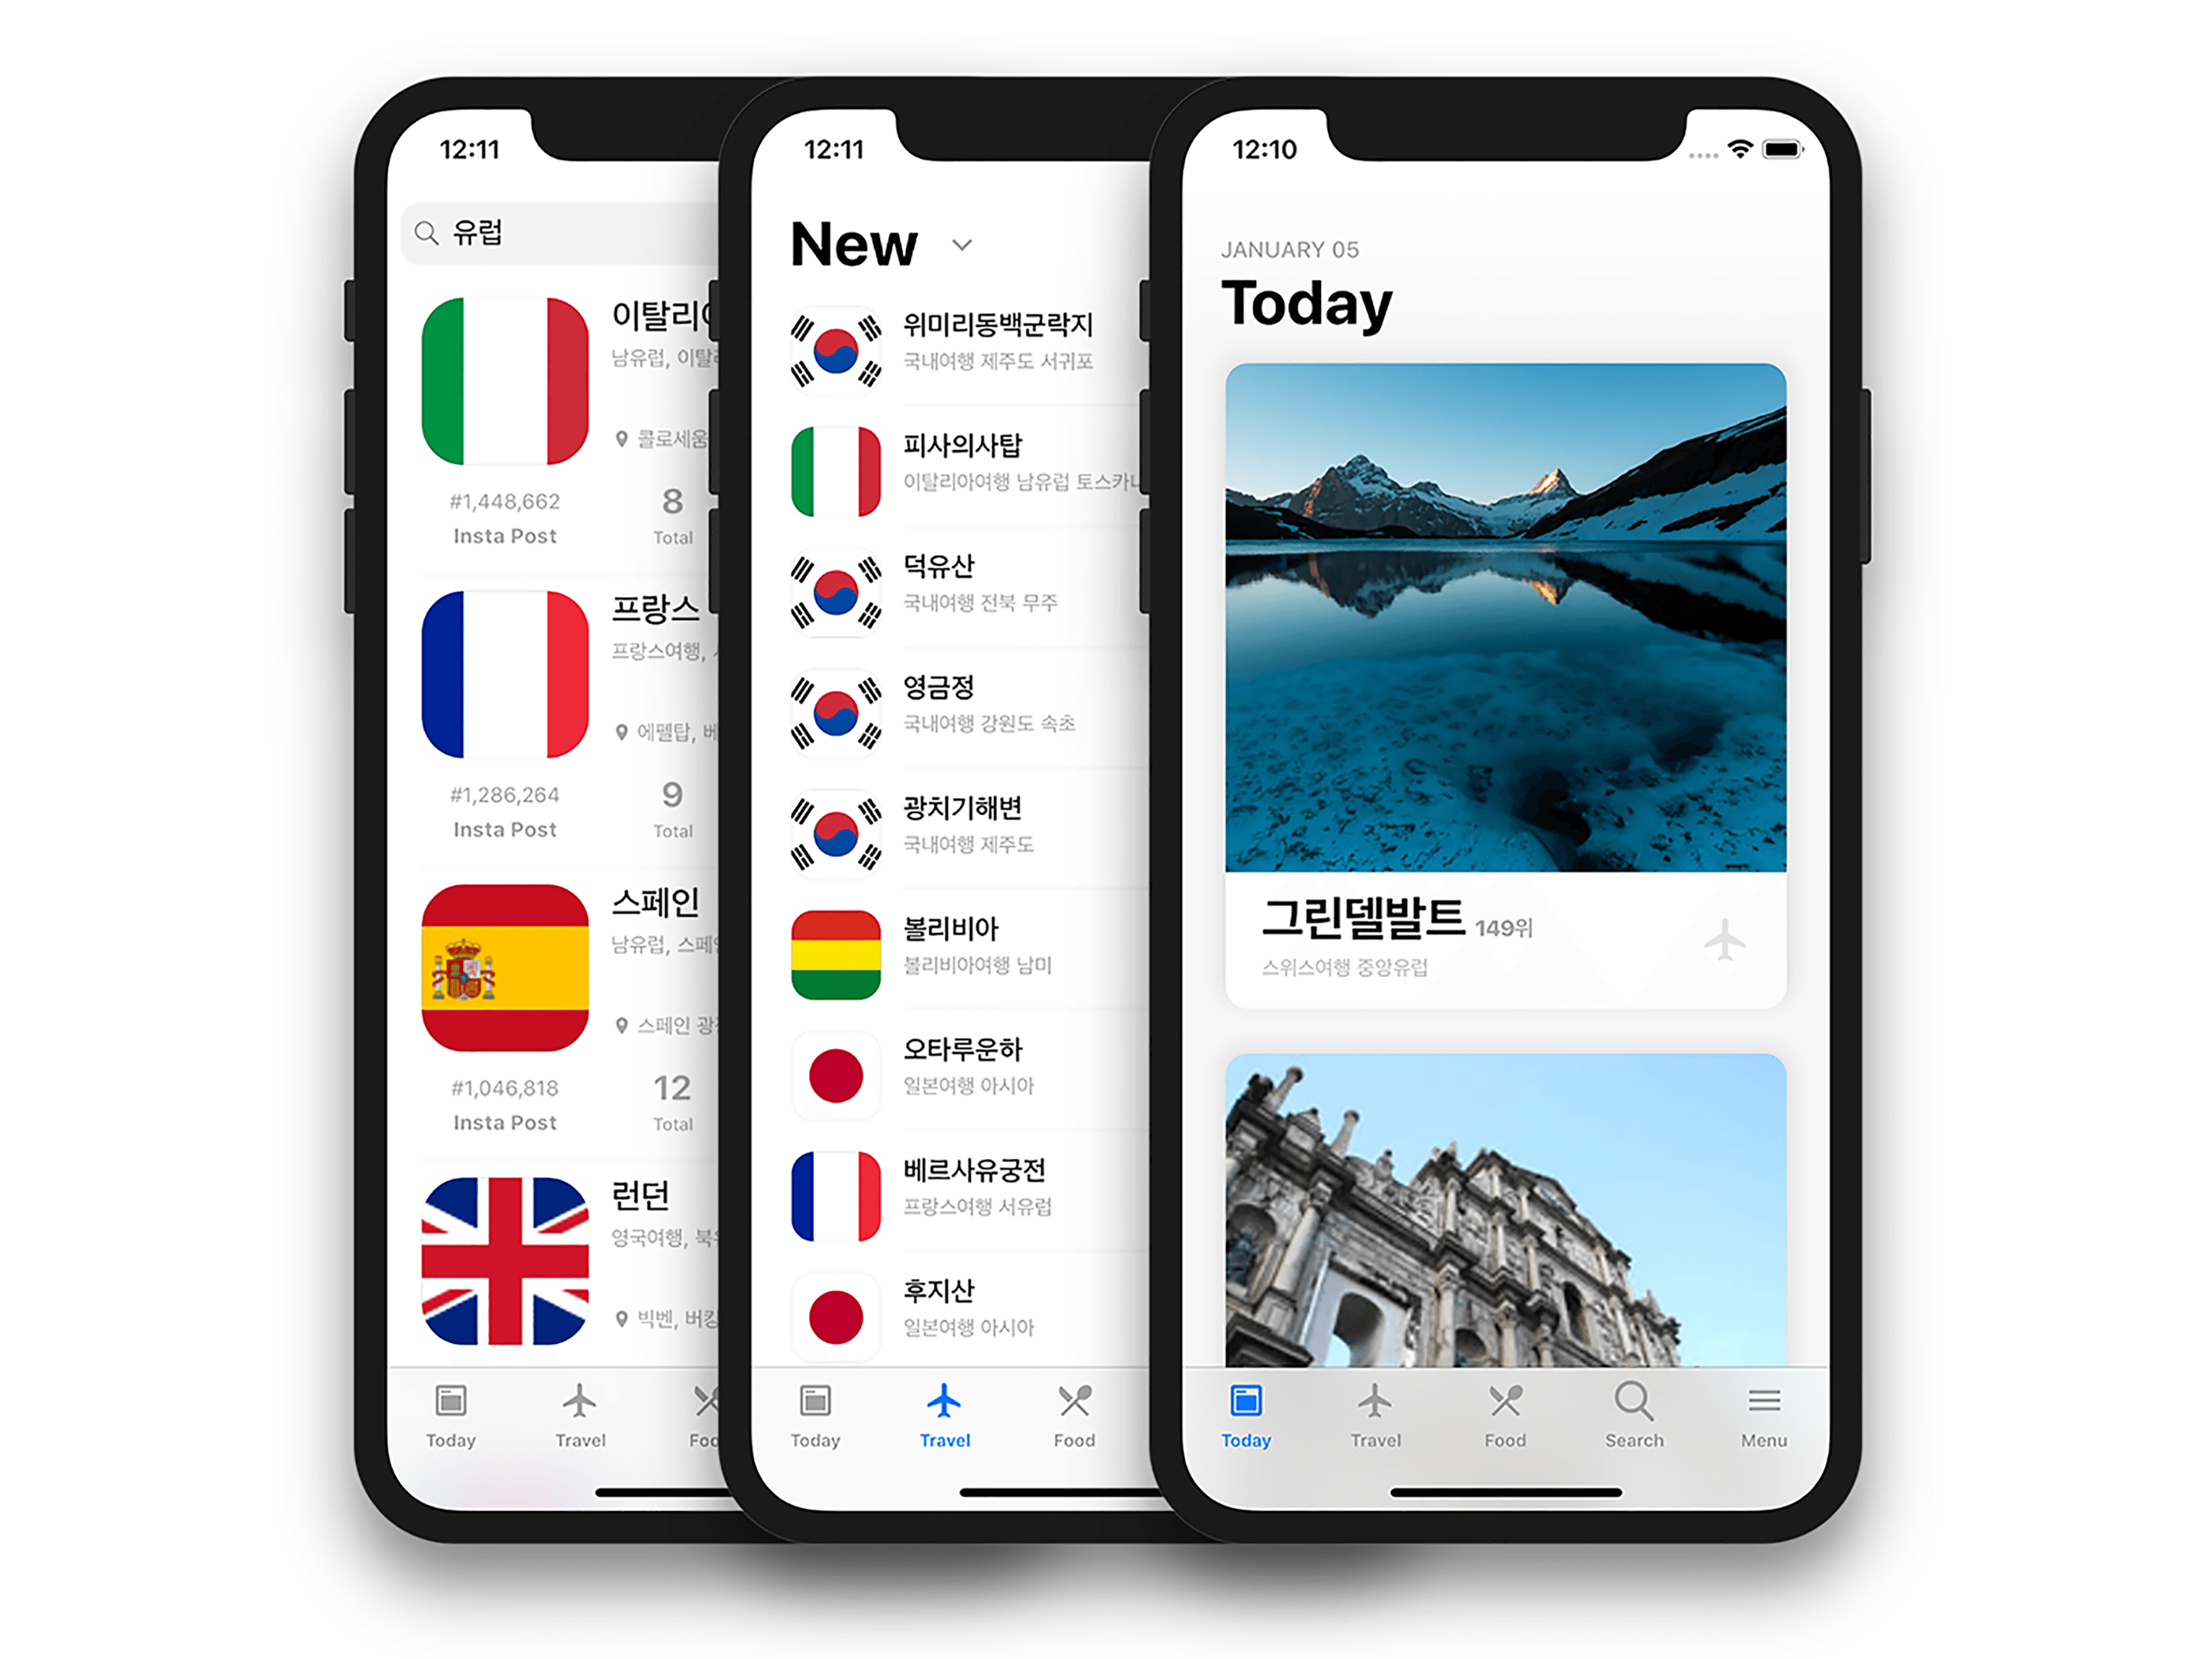 12:11
유럽
이탈리아
남유럽, 이탈
콜로세움
#1,448,662
Insta Post
8
Total
프랑스
프랑스여행,
에펠탑, 베
#1,286,264
Insta Post
9
Total
스페인
남유럽, 스페인
스페인 광
#1,046,818
Insta Post
12
Total
런던
영국여행, 북
빅벤, 버킹
Today
Travel
Foo
12:11
New
위미리동백군락지
국내여행 제주도 서귀포
피사의사탑
이탈리아여행 남유럽 토스카나
덕유산
국내여행 전북 무주
영금정
국내여행 강원도 속초
광치기해변
국내여행 제주도
볼리비아
볼리비아여행 남미
오타루운하
일본여행 아시아
베르사유궁전
프랑스여행 서유럽
후지산
일본여행 아시아
Today
Travel
Food
12:10
JANUARY 05
Today
그린델발트 149위
스위스여행 중앙유럽
Today
Travel
Food
Search
Menu